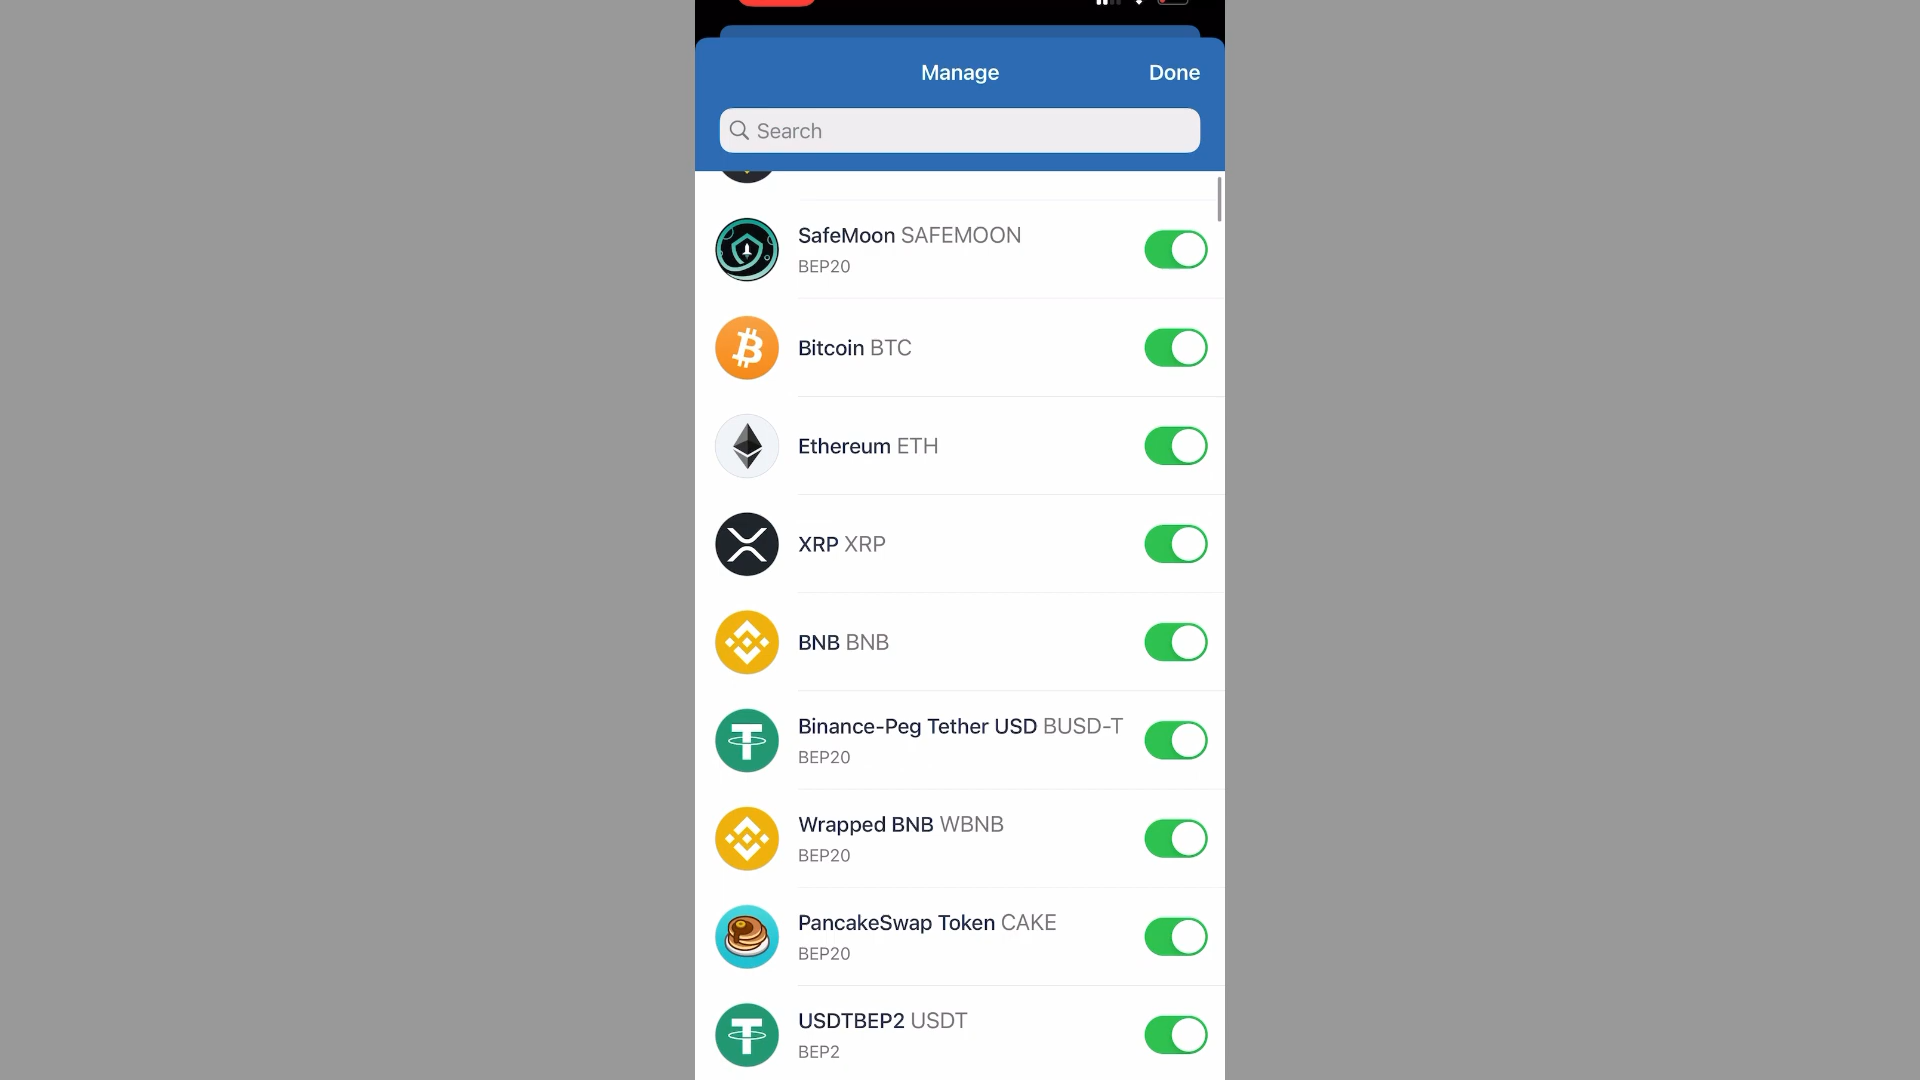 Manage
Done
Search
SafeMoon SAFEMOON
BEP20
Bitcoin BTC
Ethereum ETH
XRP XRP
BNB BNB
Binance-Peg Tether USD BUSD-T
BEP20
Wrapped BNB WBNB
BEP20
PancakeSwap Token CAKE
BEP20
USDTBEP2 USDT
BEP2